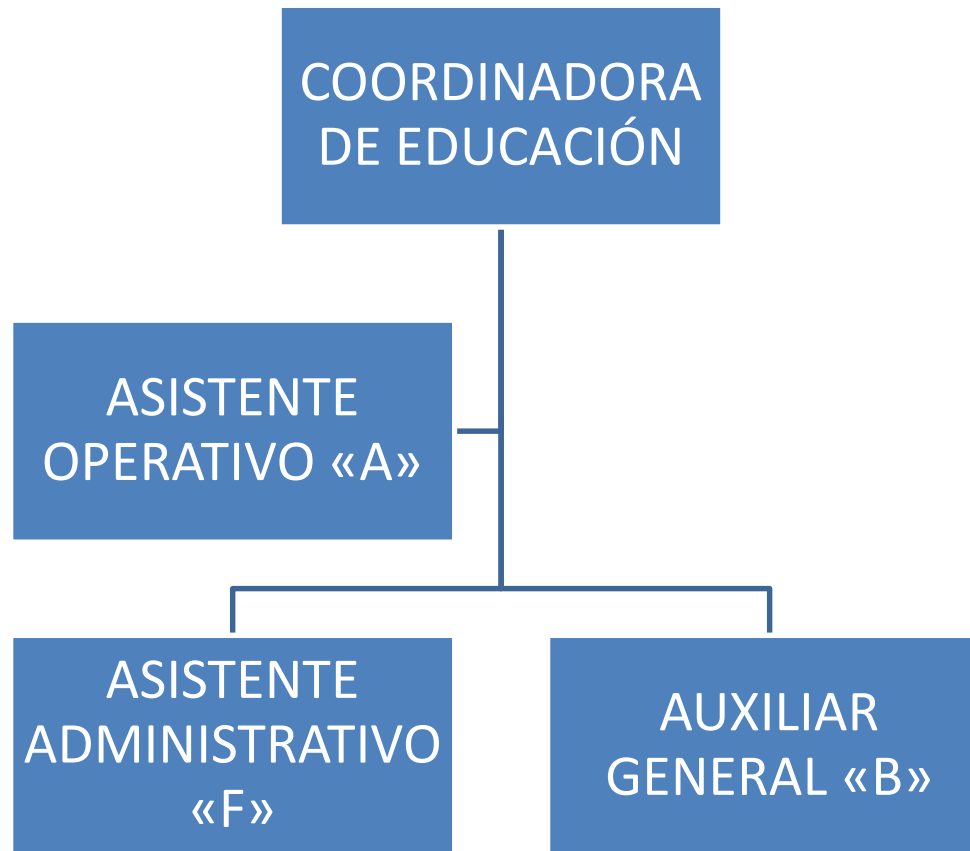 COORDINADORA
DE EDUCACIÓN
ASISTENTE
OPERATIVO «A»
ASISTENTE
ADMINISTRATIVO
«F»
AUXILIAR
GENERAL «B»